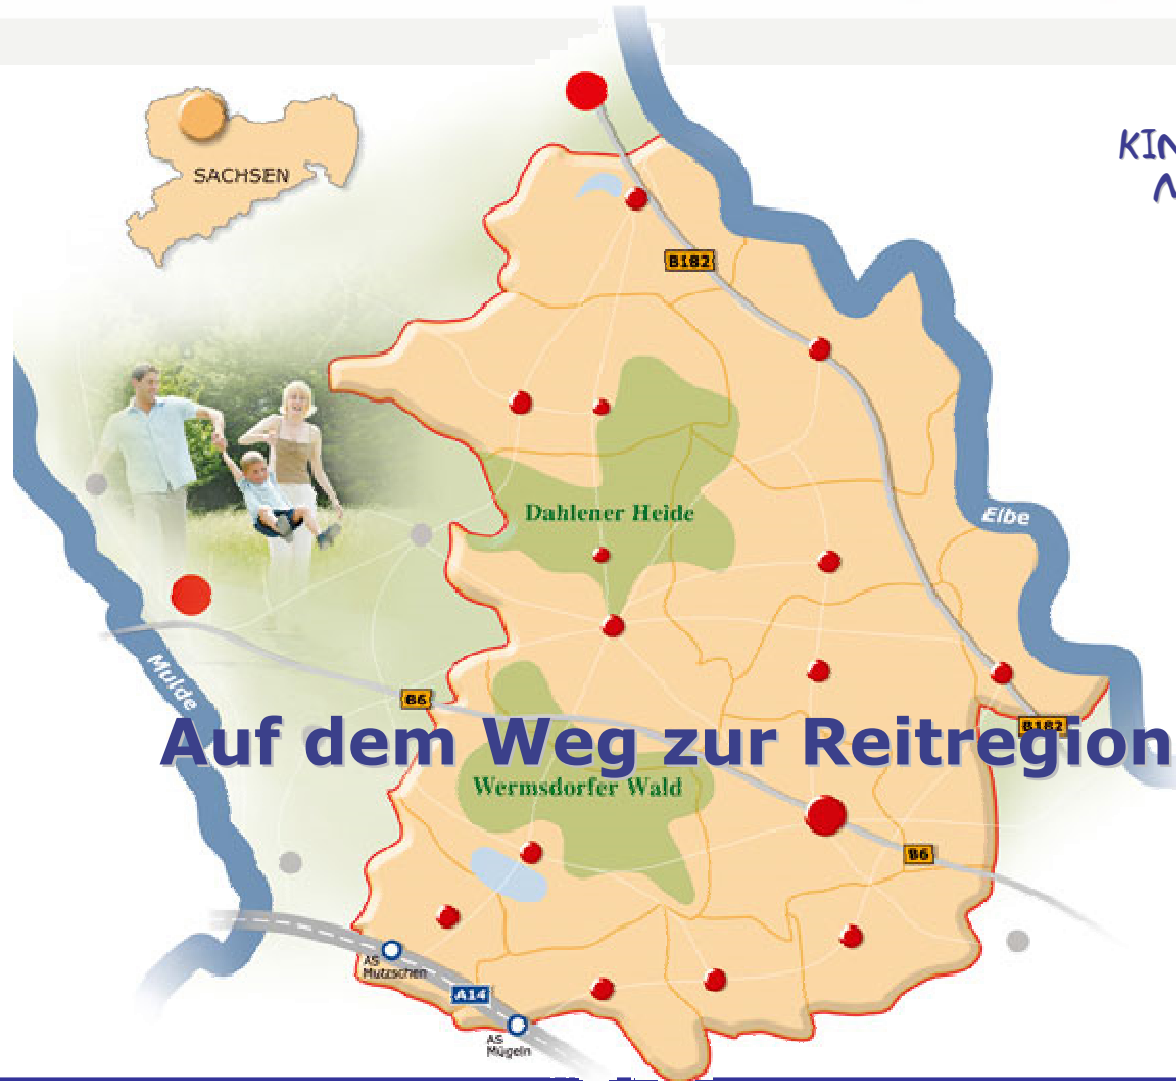 SACHSEN
B182
Dahlener Heide
Elbe
Mulde
B6
B182
Auf dem Weg zur Reitregion
Wermsdorfer Wald
B6
AS
Mutzschen
A14
AS
Mügeln